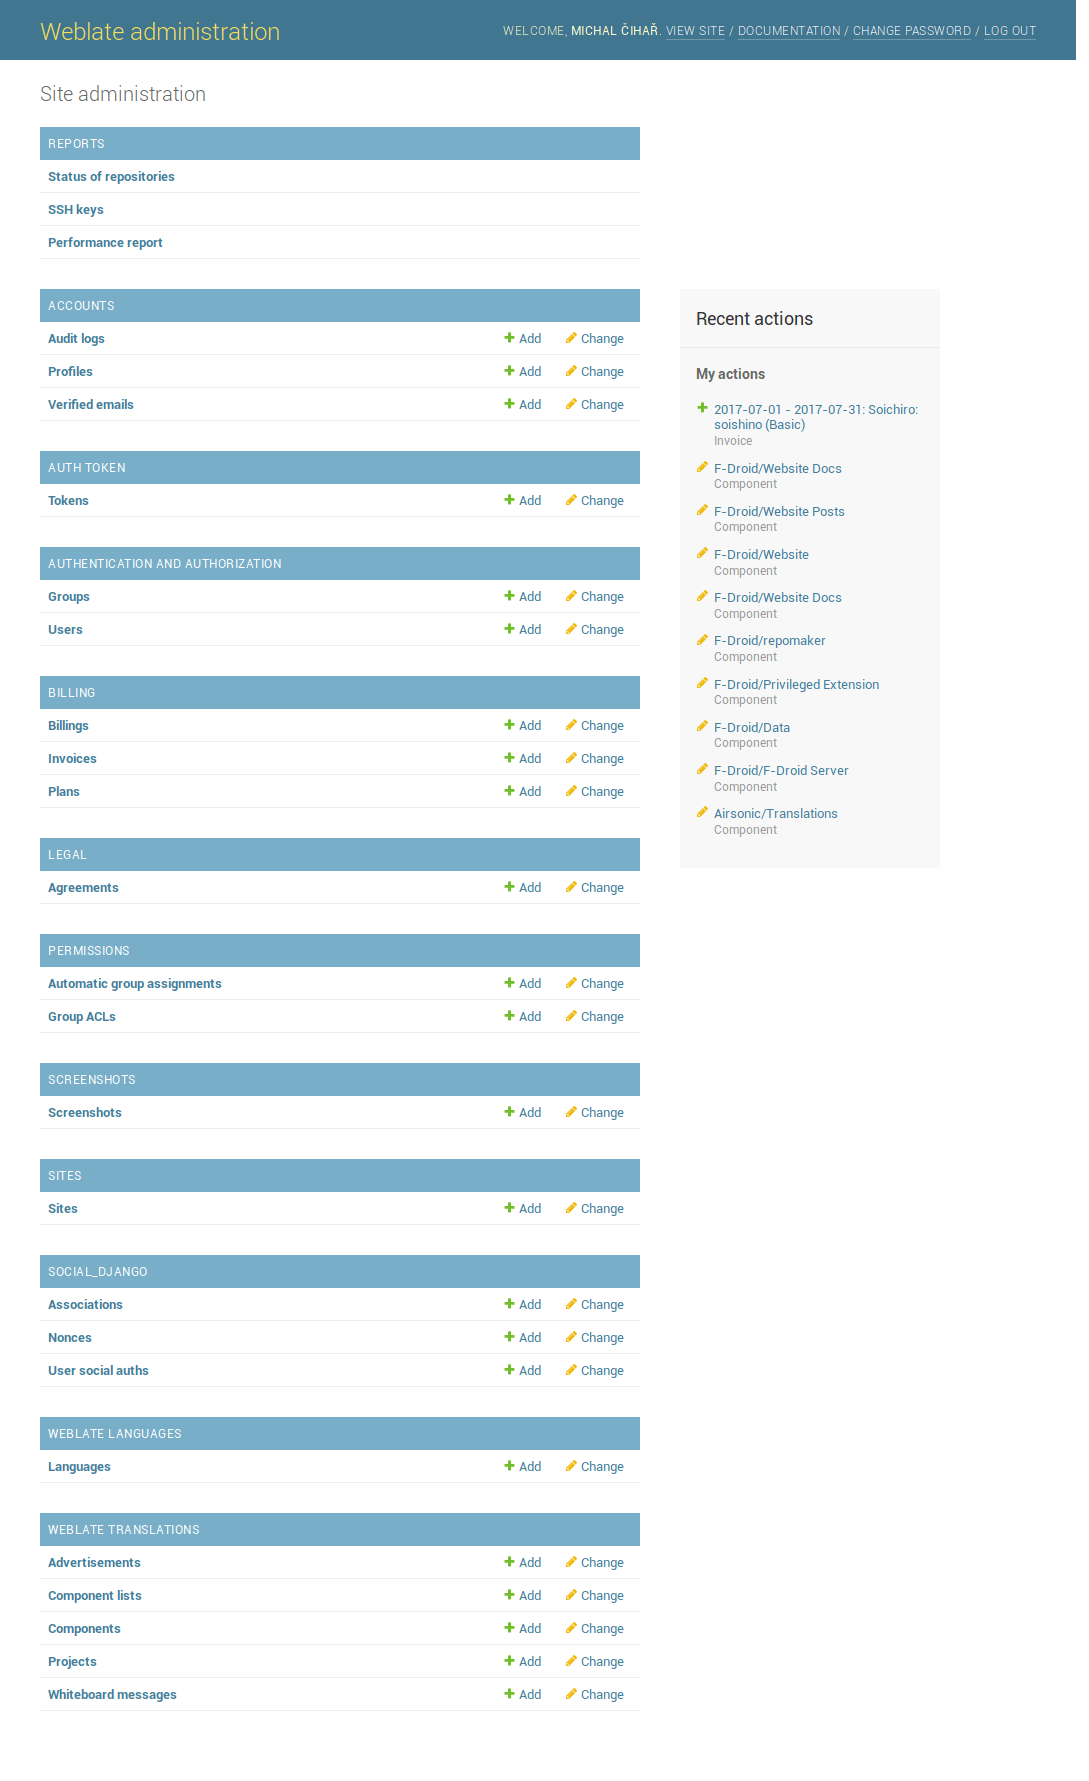 Weblate administration
WELCOME, MICHAL ČIHAŘ. VIEW SITE / DOCUMENTATION / CHANGE PASSWORD / LOG OUT
Site administration
REPORTS
Status of repositories
SSH keys
Performance report
ACCOUNTS
Audit logs Add Change
Profiles Add Change
Verified emails Add Change
AUTH TOKEN
Tokens Add Change
AUTHENTICATION AND AUTHORIZATION
Groups Add Change
Users Add Change
BILLING
Billings Add Change
Invoices Add Change
Plans Add Change
LEGAL
Agreements Add Change
PERMISSIONS
Automatic group assignments Add Change
Group ACLs Add Change
SCREENSHOTS
Screenshots Add Change
SITES
Sites Add Change
SOCIAL_DJANGO
Associations Add Change
Nonces Add Change
User social auths Add Change
WEBLATE LANGUAGES
Languages Add Change
WEBLATE TRANSLATIONS
Advertisements Add Change
Component lists Add Change
Components Add Change
Projects Add Change
Whiteboard messages Add Change
Recent actions
My actions
2017-07-01 - 2017-07-31: Soichiro:
soishino (Basic)
Invoice
F-Droid/Website Docs
Component
F-Droid/Website Posts
Component
F-Droid/Website
Component
F-Droid/Website Docs
Component
F-Droid/repomaker
Component
F-Droid/Privileged Extension
Component
F-Droid/Data
Component
F-Droid/F-Droid Server
Component
Airsonic/Translations
Component